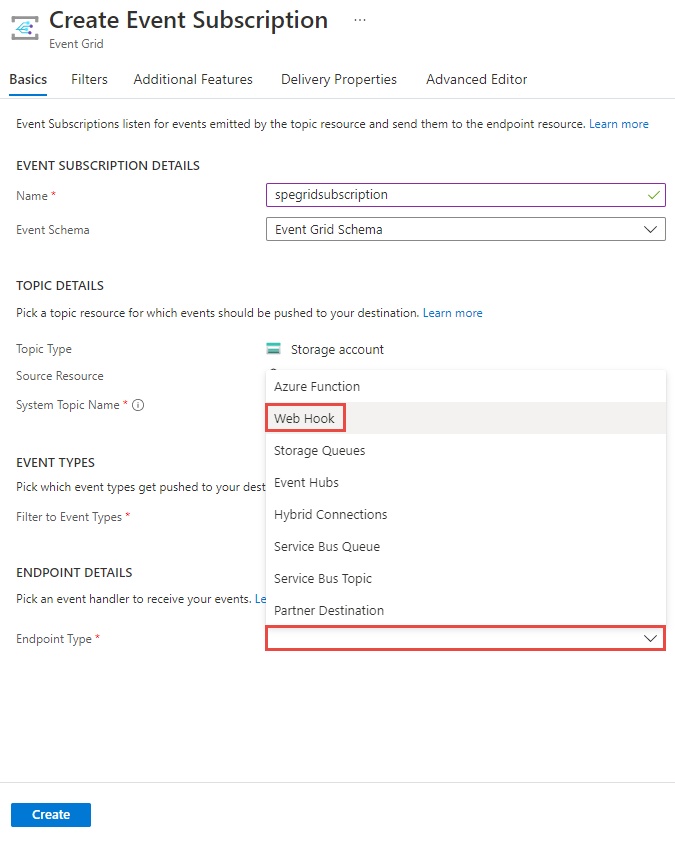 Create Event Subscription ...
Event Grid
Basics Filters Additional Features Delivery Properties Advanced Editor
Event Subscriptions listen for events emitted by the topic resource and send them to the endpoint resource. Learn more
EVENT SUBSCRIPTION DETAILS
Name * spegridsubscription
Event Schema Event Grid Schema
TOPIC DETAILS
Pick a topic resource for which events should be pushed to your destination. Learn more
Topic Type Storage account
Source Resource
Azure Function
System Topic Name *
Web Hook
Storage Queues
EVENT TYPES
Pick which event types get pushed to your dest
Event Hubs
Filter to Event Types *
Hybrid Connections
Service Bus Queue
ENDPOINT DETAILS
Service Bus Topic
Pick an event handler to receive your events. Le
Partner Destination
Endpoint Type *
Create